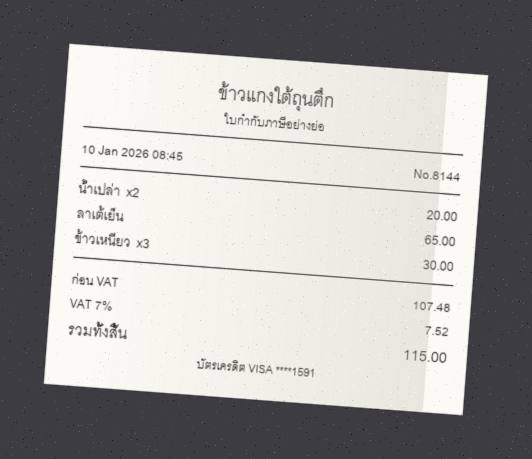 ข้าวแกงใต้ถุนตึก
ใบกำกับภาษีอย่างย่อ
10 Jan 2026 08:45 No.8144
น้ำเปล่า x2 20.00
ลาเต้เย็น 65.00
ข้าวเหนียว x3 30.00
ก่อน VAT 107.48
VAT 7% 7.52
รวมทั้งสิ้น 115.00
บัตรเครดิต VISA ****1591